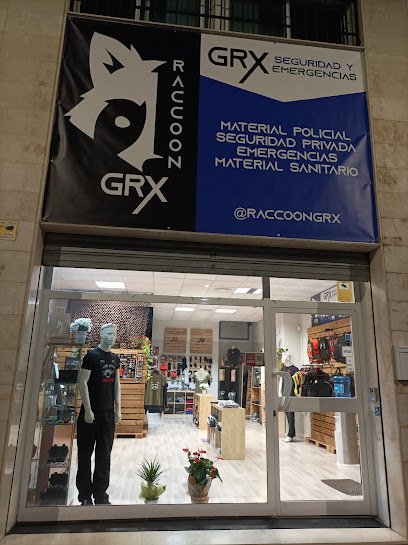 RACCOON
GRX
GRX SEGURIDAD Y
EMERGENCIAS
MATERIAL POLICIAL
SEGURIDAD PRIVADA
EMERGENCIAS
MATERIAL SANITARIO
@RACCOONGRX